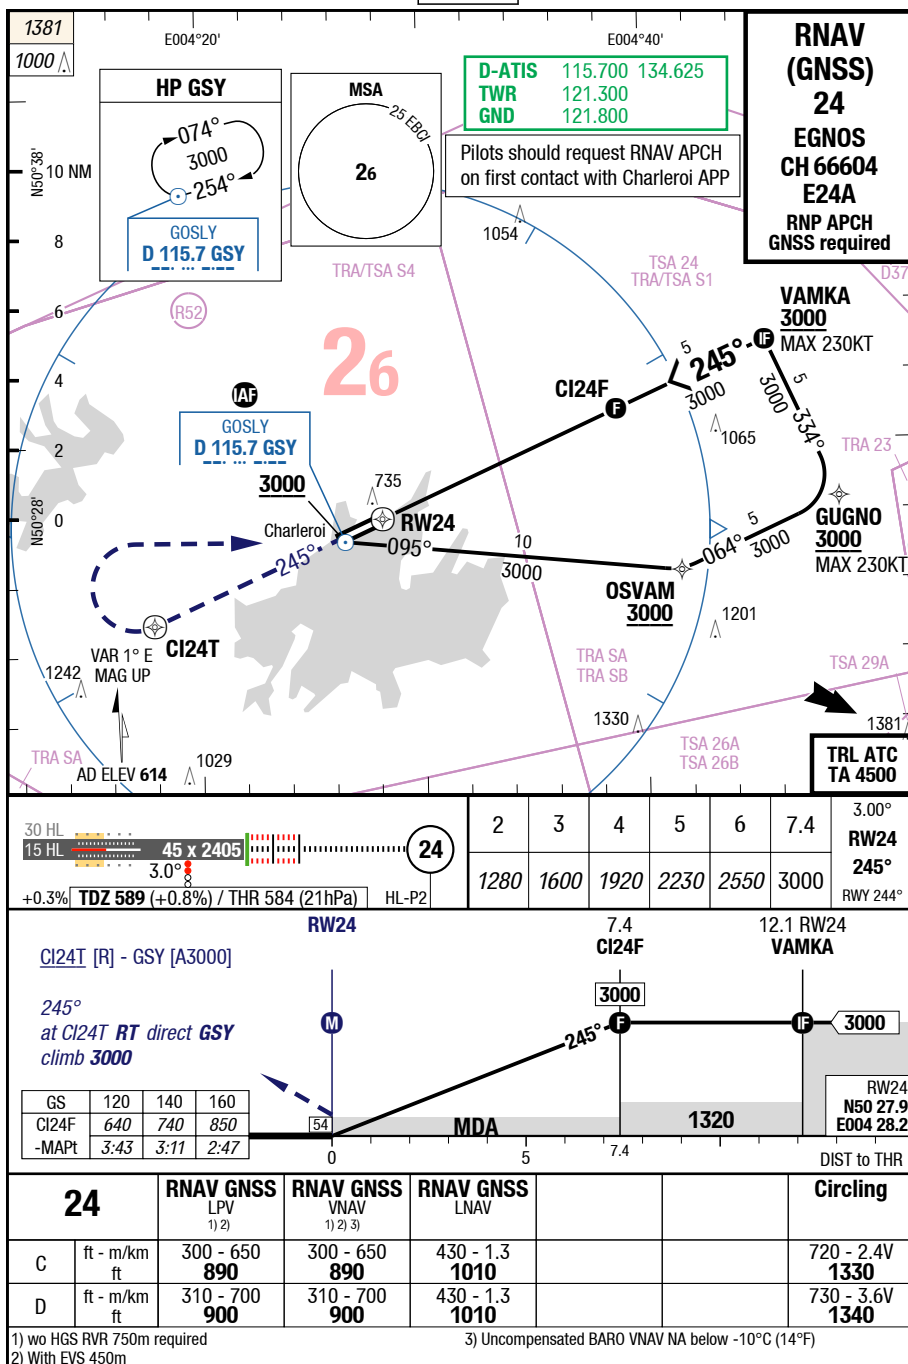 1381
1000
E004°20'
E004°40'
HP GSY
074°
3000
254°
GOSLY
D 115.7 GSY
MSA
25 EBCI
26
D-ATIS 115.700 134.625
TWR 121.300
GND 121.800
Pilots should request RNAV APCH
on first contact with Charleroi APP
RNAV
(GNSS)
24
EGNOS
CH 66604
E24A
RNP APCH
GNSS required
N50°38'
10 NM
8
6
4
2
0
N50°28'
1054
TRA/TSA S4
TSA 24
TRA/TSA S1
D37
R52
26
VAMKA
3000
MAX 230KT
IF
5
245°
3000
CI24F
F
IAF
GOSLY
D 115.7 GSY
3000
5
3000
334°
1065
TRA 23
735
RW24
Charleroi
095°
10
3000
GUGNO
3000
MAX 230KT
5
064°
3000
OSVAM
3000
245°
CI24T
1201
VAR 1° E
MAG UP
1242
TRA SA
TRA SB
TSA 29A
1330
1381
TSA 26A
TSA 26B
TRA SA
AD ELEV 614
1029
TRL ATC
TA 4500
30 HL
15 HL
45 x 2405
24
3.0°
+0.3%
TDZ 589 (+0.8%) / THR 584 (21hPa)
HL-P2
2 3 4 5 6 7.4
1280 1600 1920 2230 2550 3000
3.00°
RW24
245°
RWY 244°
RW24
7.4
CI24F
12.1 RW24
VAMKA
CI24T [R] - GSY [A3000]
245°
at CI24T RT direct GSY
climb 3000
M
3000
F
IF
3000
245°
GS 120 140 160
CI24F 640 740 850
-MAPt 3:43 3:11 2:47
54
MDA
1320
RW24
N50 27.9
E004 28.2
0
5
7.4
DIST to THR
24
RNAV GNSS
LPV
1) 2)
RNAV GNSS
VNAV
1) 2) 3)
RNAV GNSS
LNAV
Circling
C ft - m/km 300 - 650 300 - 650 430 - 1.3 720 - 2.4V
ft 890 890 1010 1330
D ft - m/km 310 - 700 310 - 700 430 - 1.3 730 - 3.6V
ft 900 900 1010 1340
1) wo HGS RVR 750m required
3) Uncompensated BARO VNAV NA below -10°C (14°F)
2) With EVS 450m